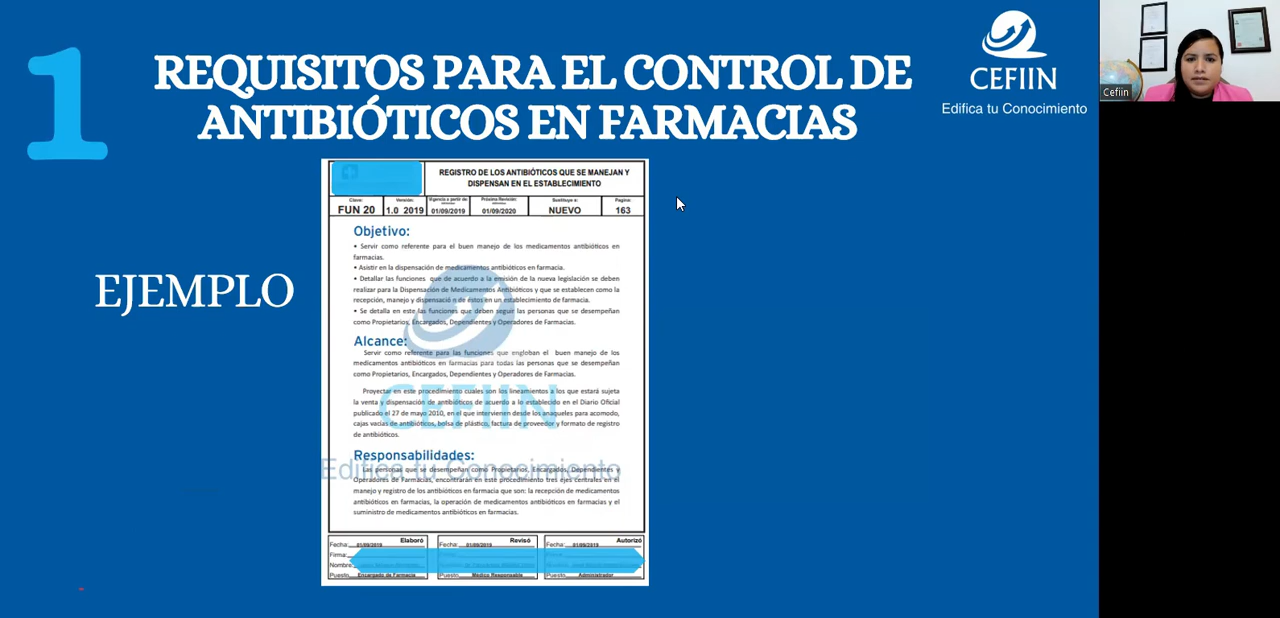 1
REQUISITOS PARA EL CONTROL DE
ANTIBIÓTICOS EN FARMACIAS
CEFIIN
Edifica tu Conocimiento
Cefiin
EJEMPLO
REGISTRO DE LOS ANTIBIÓTICOS QUE SE MANEJAN Y
DISPENSAN EN EL ESTABLECIMIENTO
Clave: Versión: Vigencia a partir de Próxima Revisión: Sustituye a: Pagina:
FUN 20 1.0 2019 01/09/2019 01/09/2020 NUEVO 163
Objetivo:
• Servir como referente para el buen manejo de los medicamentos antibióticos en
farmacias.
• Asistir en la dispensación de medicamentos antibióticos en farmacia.
• Detallar las funciones que de acuerdo a la emisión de la nueva legislación se deben
realizar para la Dispensación de Medicamentos Antibióticos y que se establecen como la
recepción, manejo y dispensació n de éstos en un establecimiento de farmacia.
• Se detalla en este las funciones que deben seguir las personas que se desempeñan
como Propietarios, Encargados, Dependientes y Operadores de Farmacias.
Alcance:
Servir como referente para las funciones que engloban el buen manejo de los
medicamentos antibióticos en farmacias para todas las personas que se desempeñan
como Propietarios, Encargados, Dependientes y Operadores de Farmacias.
Proyectar en este procedimiento cuales son los lineamientos a los que estará sujeta
la venta y dispensación de antibióticos de acuerdo a lo establecido en el Diario Oficial
publicado el 27 de mayo 2010, en el que intervienen desde los anaqueles para acomodo,
cajas vacías de antibióticos, bolsa de plástico, factura de proveedor y formato de registro
de antibióticos.
CEFIIN
Responsabilidades:
Edifica tu Conocimiento
Las personas que se desempeñan como Propietarios, Encargados, Dependientes y
Operadores de Farmacias, encontrarán en este procedimiento tres ejes centrales en el
manejo y registro de los antibióticos en farmacia que son: la recepción de medicamentos
antibióticos en farmacias, la operación de medicamentos antibióticos en farmacias y el
suministro de medicamentos antibióticos en farmacias.
Elaboró Revisó Autorizó
Fecha: 01/09/2019 Fecha: 01/09/2019 Fecha: 01/09/2019
Firma:
Nombre
Puesto Encargado de Farmacia Puesto: Médico Responsable Puesto: Administrador